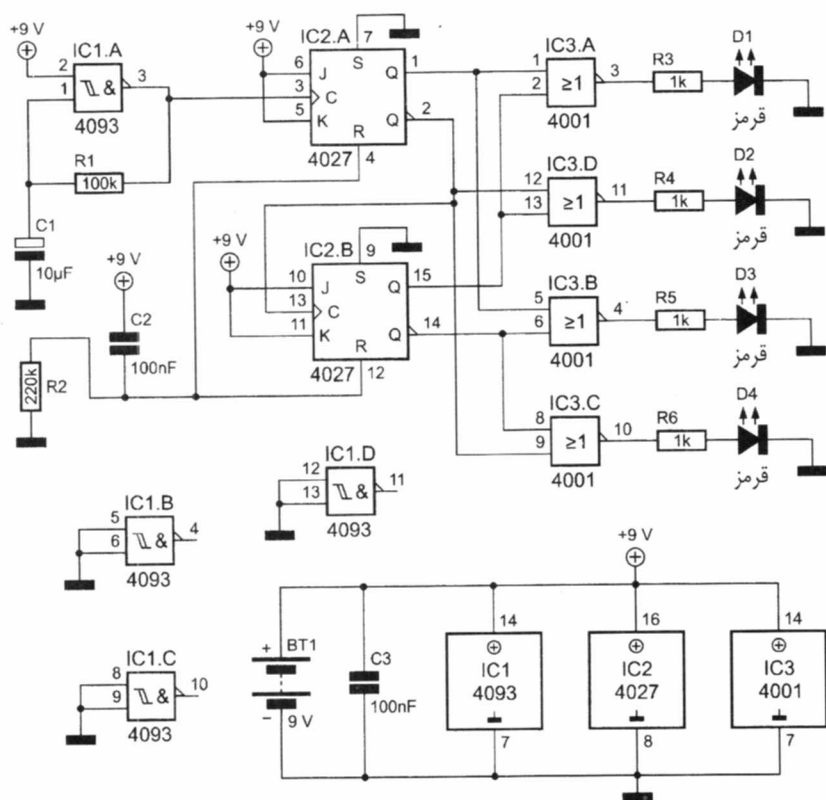 +9 V
IC1.A
2
1
3
&
4093
R1
100k
C1
10µF
+9 V
IC2.A
7
S
6
J
3
C
5
K
Q
1
Q
2
R
4027
4
IC3.A
1
2
≥1
3
4001
R3
1k
D1
قرمز
IC3.D
12
13
≥1
11
4001
R4
1k
D2
قرمز
+9 V
IC2.B
9
S
10
J
13
C
11
K
Q
15
Q
14
R
4027
12
IC3.B
5
6
≥1
4
4001
R5
1k
D3
قرمز
+9 V
C2
100nF
220k
R2
IC3.C
8
9
≥1
10
4001
R6
1k
D4
قرمز
IC1.D
12
13
&
11
4093
IC1.B
5
6
&
4
4093
IC1.C
8
9
&
10
4093
+9 V
+
BT1
–
9 V
C3
100nF
14
IC1
4093
7
16
IC2
4027
8
14
IC3
4001
7